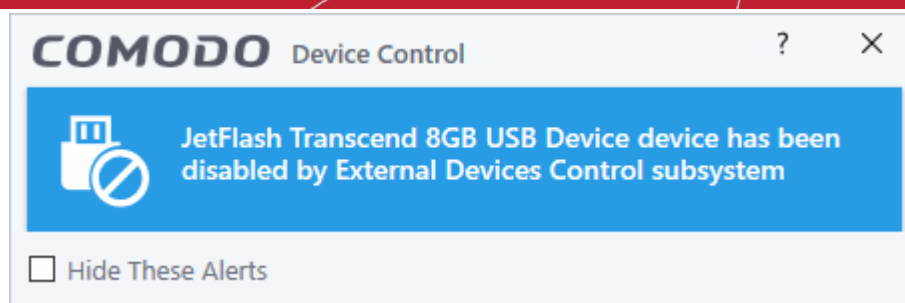 COMODO Device Control ?
JetFlash Transcend 8GB USB Device device has been
disabled by External Devices Control subsystem
Hide These Alerts